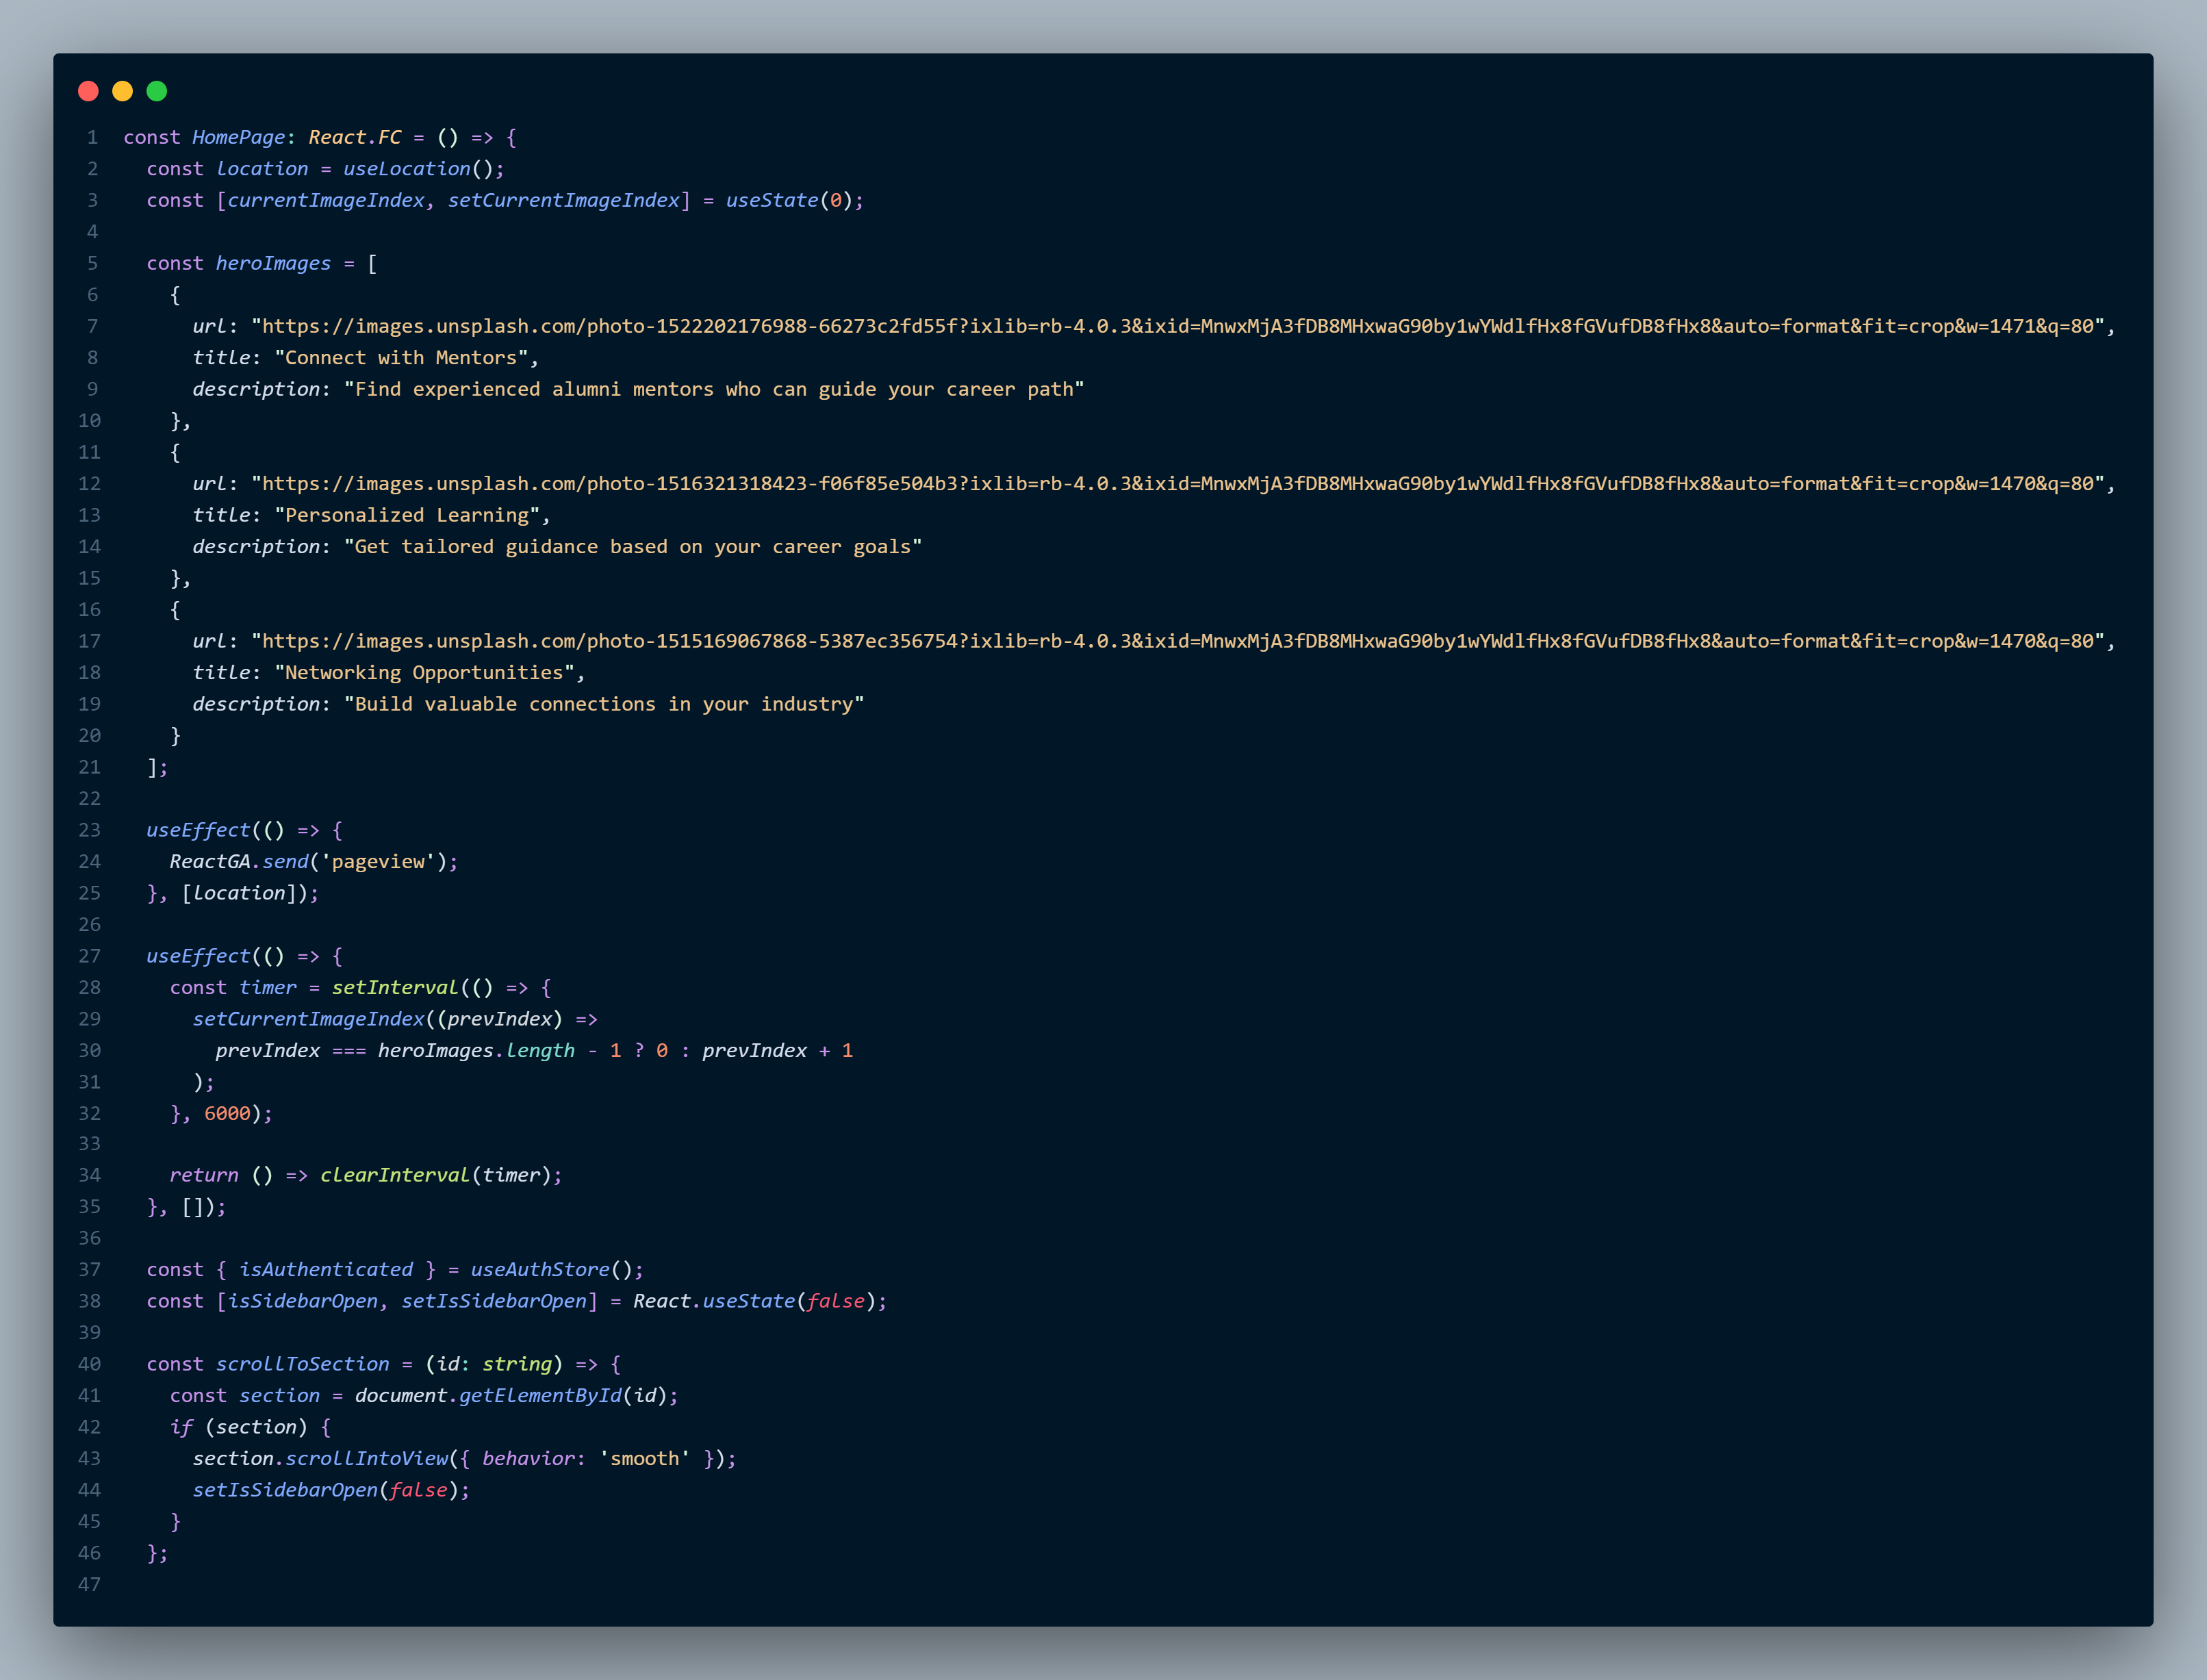 1 const HomePage: React.FC = () => {
2   const location = useLocation();
3   const [currentImageIndex, setCurrentImageIndex] = useState(0);
4
5   const heroImages = [
6     {
7       url: "https://images.unsplash.com/photo-1522202176988-66273c2fd55f?ixlib=rb-4.0.3&ixid=MnwxMjA3fDB8MHxwaG90by1wYWdlfHx8fGVufDB8fHx8&auto=format&fit=crop&w=1471&q=80",
8       title: "Connect with Mentors",
9       description: "Find experienced alumni mentors who can guide your career path"
10     },
11     {
12       url: "https://images.unsplash.com/photo-1516321318423-f06f85e504b3?ixlib=rb-4.0.3&ixid=MnwxMjA3fDB8MHxwaG90by1wYWdlfHx8fGVufDB8fHx8&auto=format&fit=crop&w=1470&q=80",
13       title: "Personalized Learning",
14       description: "Get tailored guidance based on your career goals"
15     },
16     {
17       url: "https://images.unsplash.com/photo-1515169067868-5387ec356754?ixlib=rb-4.0.3&ixid=MnwxMjA3fDB8MHxwaG90by1wYWdlfHx8fGVufDB8fHx8&auto=format&fit=crop&w=1470&q=80",
18       title: "Networking Opportunities",
19       description: "Build valuable connections in your industry"
20     }
21   ];
22
23   useEffect(() => {
24     ReactGA.send('pageview');
25   }, [location]);
26
27   useEffect(() => {
28     const timer = setInterval(() => {
29       setCurrentImageIndex((prevIndex) =>
30         prevIndex === heroImages.length - 1 ? 0 : prevIndex + 1
31       );
32     }, 6000);
33
34     return () => clearInterval(timer);
35   }, []);
36
37   const { isAuthenticated } = useAuthStore();
38   const [isSidebarOpen, setIsSidebarOpen] = React.useState(false);
39
40   const scrollToSection = (id: string) => {
41     const section = document.getElementById(id);
42     if (section) {
43       section.scrollIntoView({ behavior: 'smooth' });
44       setIsSidebarOpen(false);
45     }
46   };
47